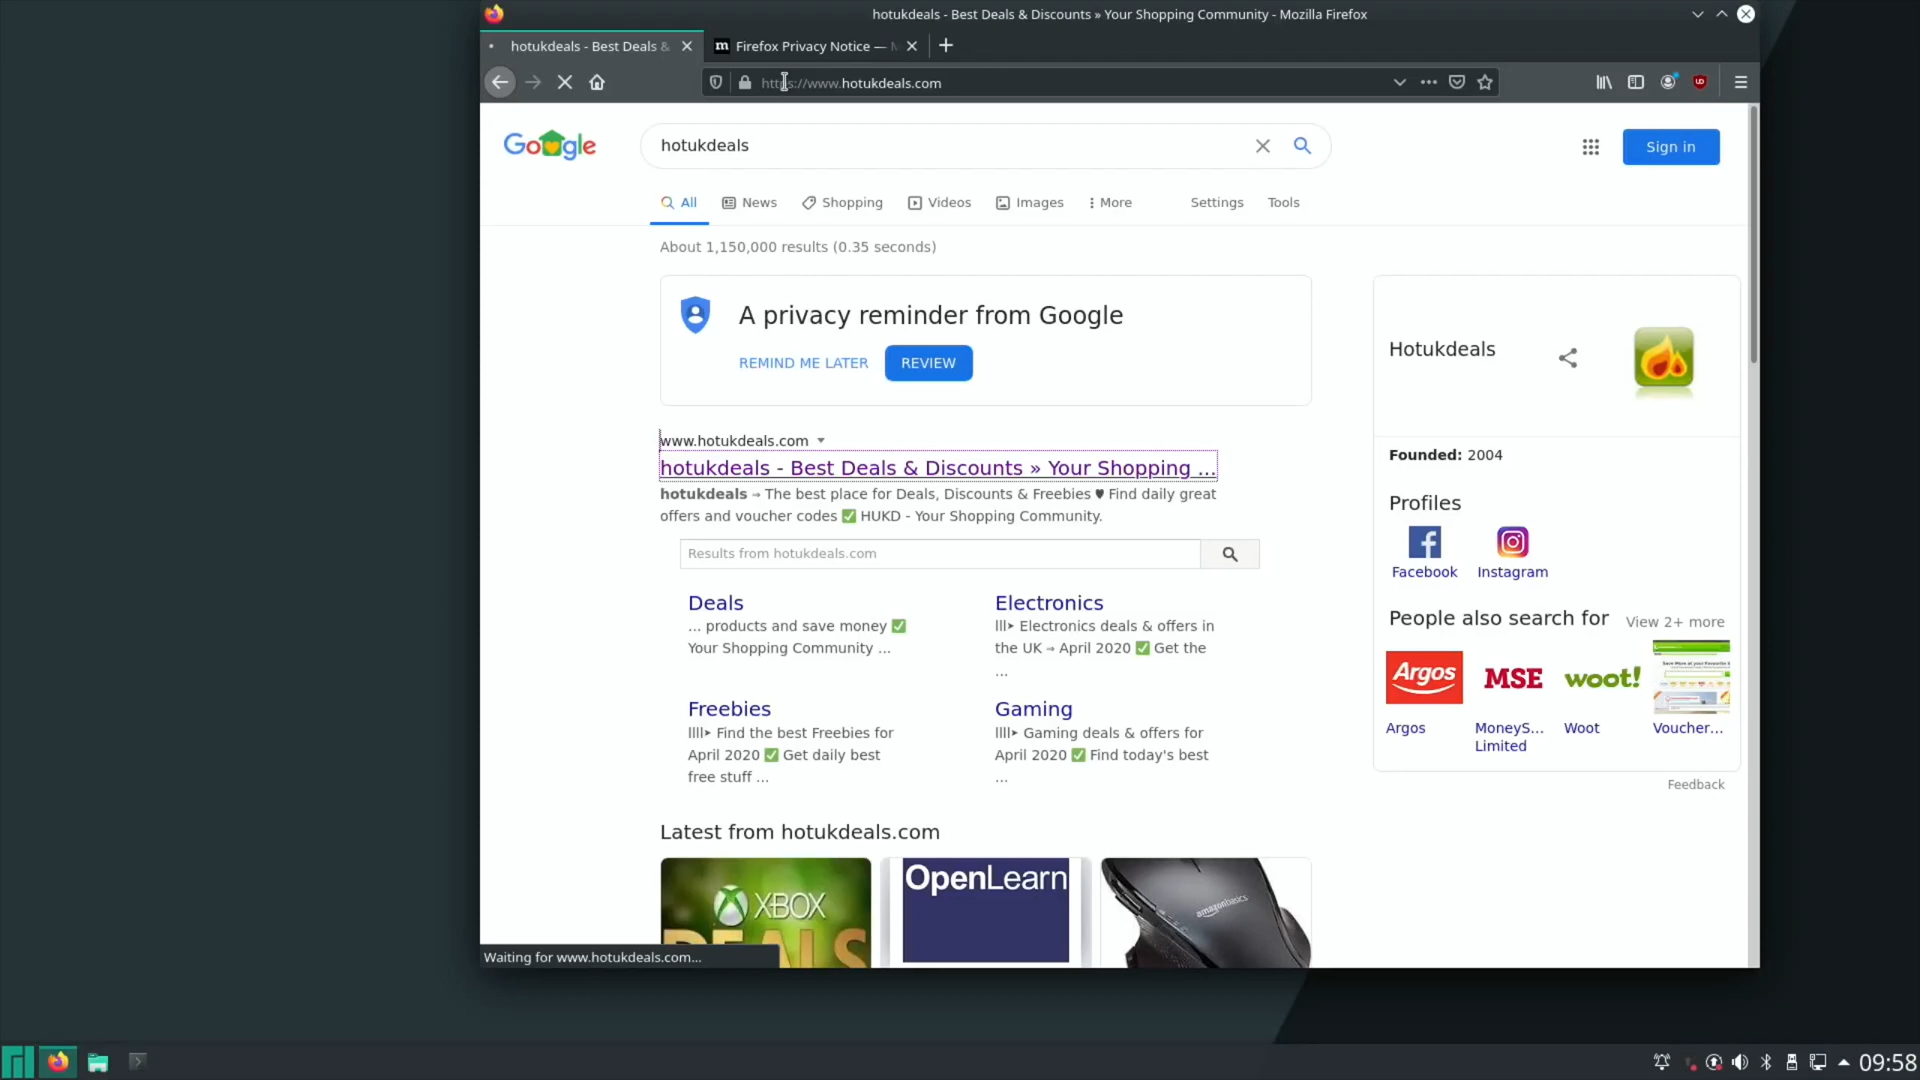 hotukdeals - Best Deals & Discounts » Your Shopping Community - Mozilla Firefox
hotukdeals - Best Deals &
Firefox Privacy Notice —
https://www.hotukdeals.com
Google
hotukdeals
Sign in
All
News
Shopping
Videos
Images
More
Settings
Tools
About 1,150,000 results (0.35 seconds)
A privacy reminder from Google
REMIND ME LATER
REVIEW
www.hotukdeals.com
hotukdeals - Best Deals & Discounts » Your Shopping ...
hotukdeals ⇒ The best place for Deals, Discounts & Freebies ♥ Find daily great
offers and voucher codes ✅ HUKD - Your Shopping Community.
Results from hotukdeals.com
Deals
... products and save money ✅
Your Shopping Community ...
Electronics
lll➤ Electronics deals & offers in
the UK ⇒ April 2020 ✅ Get the
...
Freebies
llll➤ Find the best Freebies for
April 2020 ✅ Get daily best
free stuff ...
Gaming
llll➤ Gaming deals & offers for
April 2020 ✅ Find today's best
...
Latest from hotukdeals.com
XBOX
DEALS
OpenLearn
amazonbasics
Hotukdeals
Founded: 2004
Profiles
Facebook
Instagram
People also search for
View 2+ more
Argos
MSE
woot!
Argos
MoneyS...
Limited
Woot
Voucher...
Feedback
Waiting for www.hotukdeals.com...
09:58